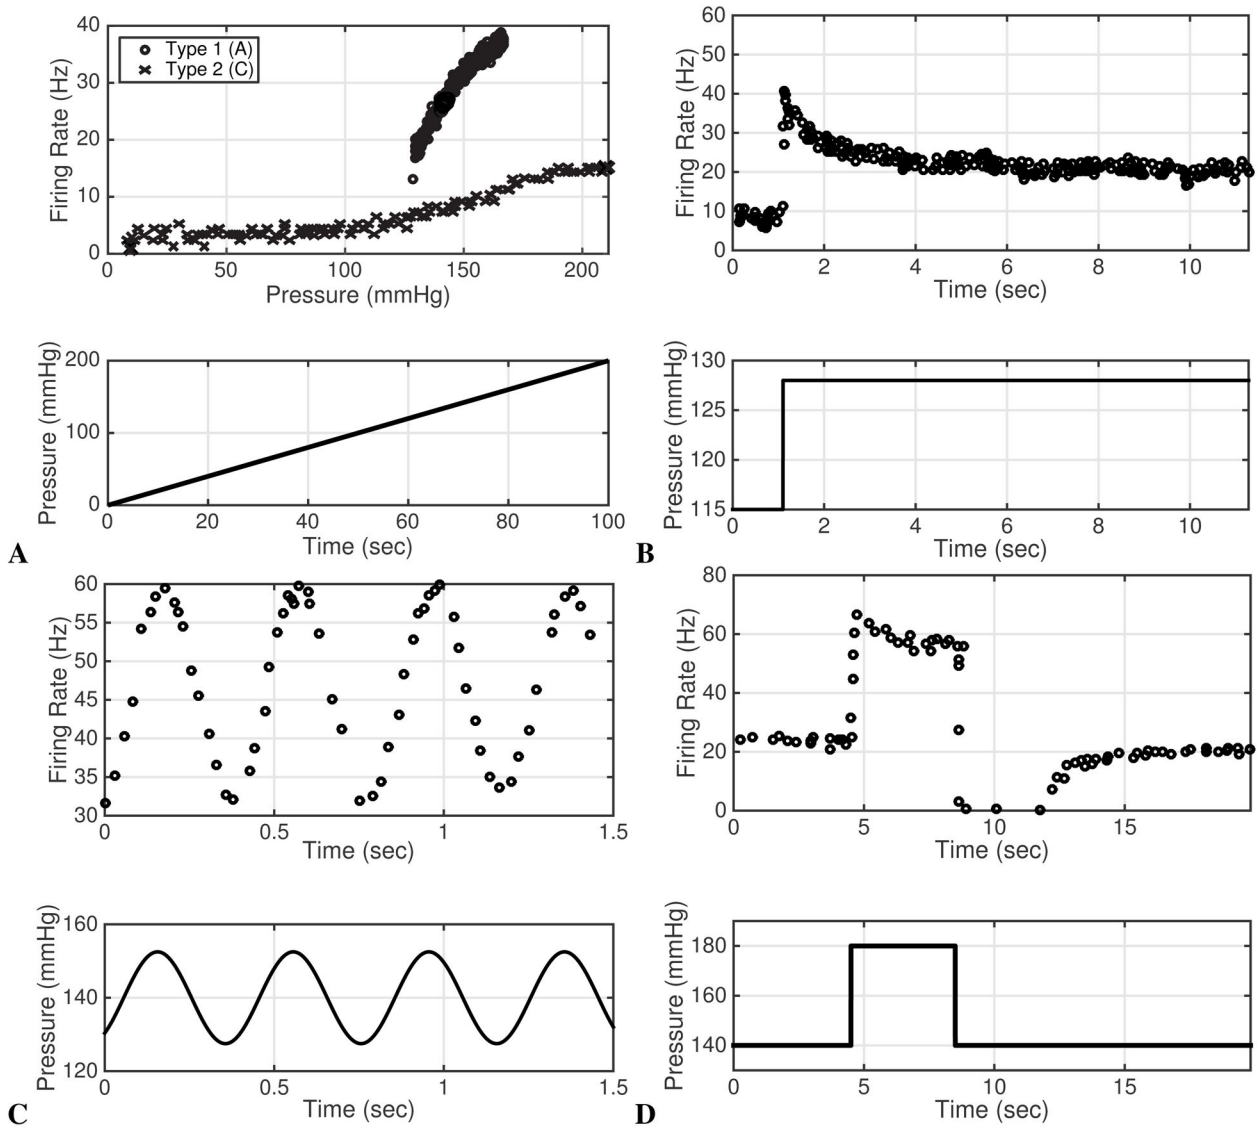 40
30
20
10
0
Firing Rate (Hz)
Type 1 (A)
Type 2 (C)
0 50 100 150 200
Pressure (mmHg)
200
100
0
Pressure (mmHg)
0 20 40 60 80 100
Time (sec)
A
60
50
40
30
20
10
0
Firing Rate (Hz)
0 2 4 6 8 10
Time (sec)
130
125
120
115
Pressure (mmHg)
0 2 4 6 8 10
Time (sec)
B
60
55
50
45
40
35
30
Firing Rate (Hz)
0 0.5 1 1.5
Time (sec)
160
140
120
Pressure (mmHg)
0 0.5 1 1.5
Time (sec)
C
80
60
40
20
0
Firing Rate (Hz)
0 5 10 15
Time (sec)
180
160
140
Pressure (mmHg)
0 5 10 15
Time (sec)
D